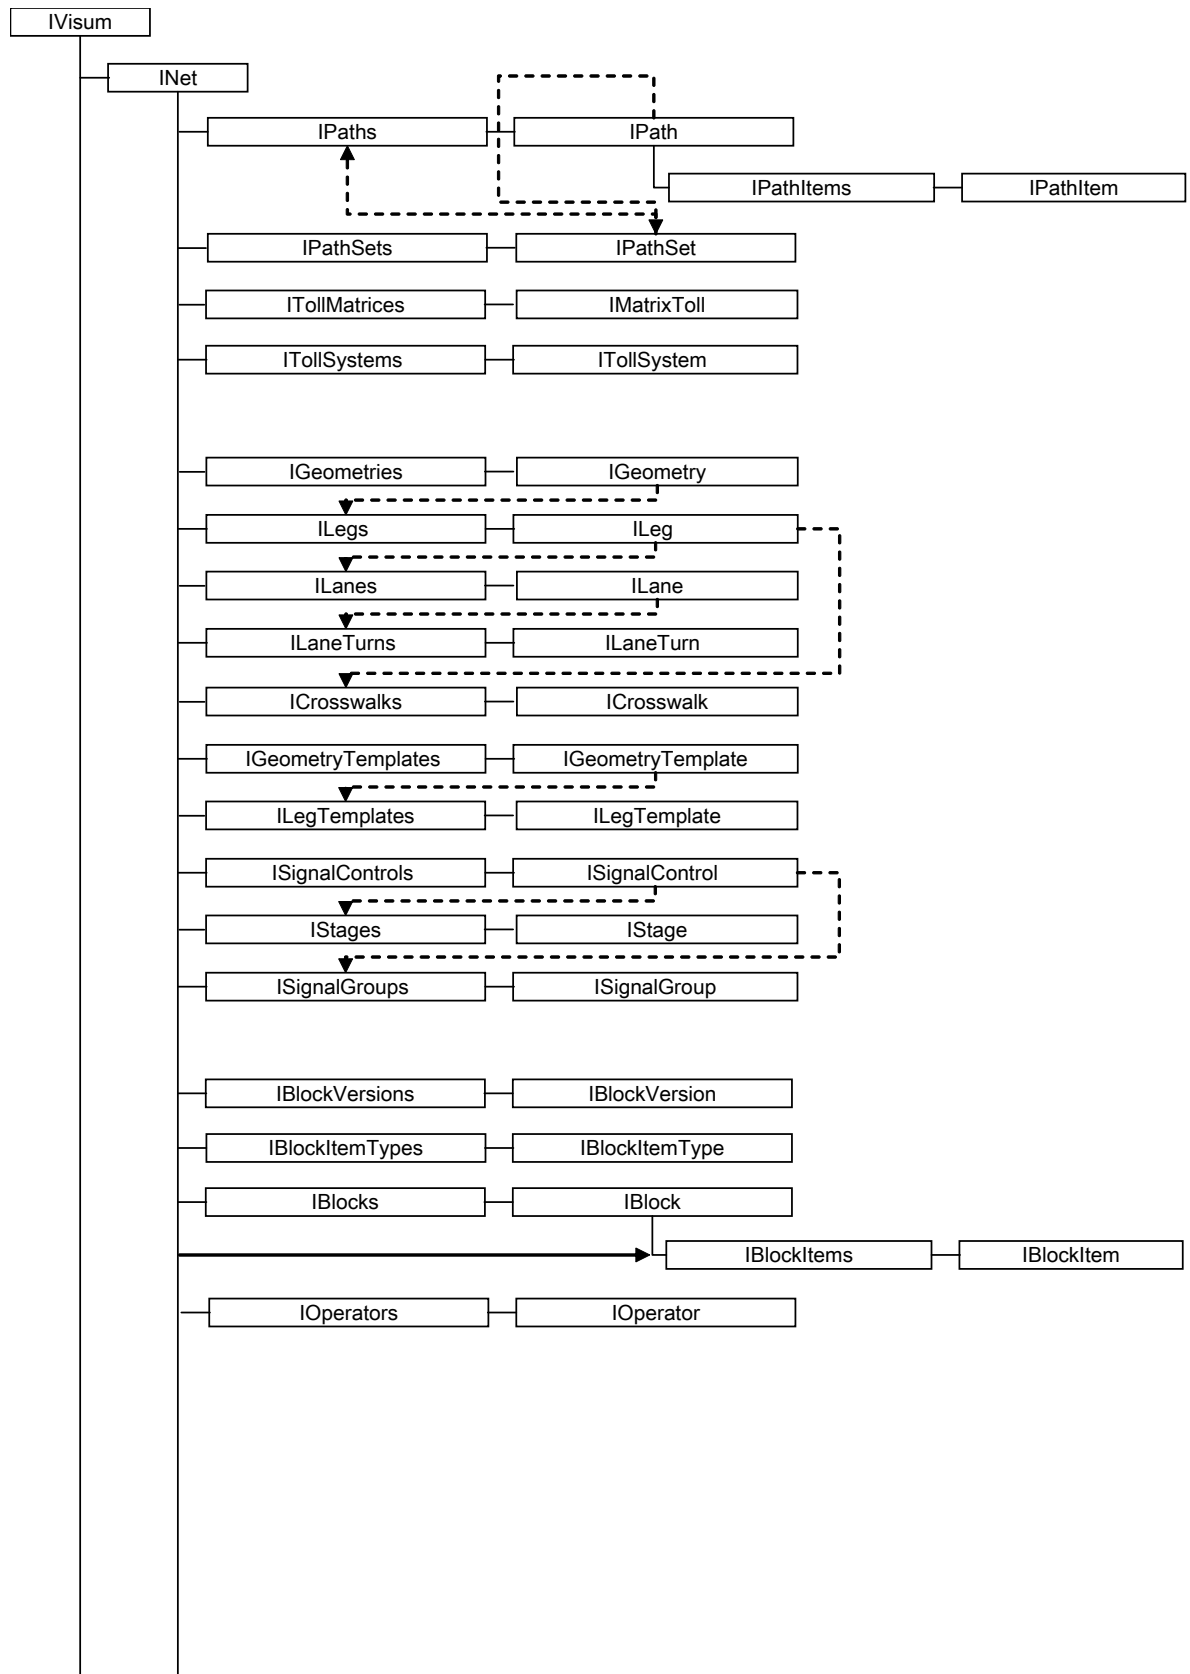 IVisum
INet
IPaths
IPath
IPathItems
IPathItem
IPathSets
IPathSet
ITollMatrices
IMatrixToll
ITollSystems
ITollSystem
IGeometries
IGeometry
ILegs
ILeg
ILanes
ILane
ILaneTurns
ILaneTurn
ICrosswalks
ICrosswalk
IGeometryTemplates
IGeometryTemplate
ILegTemplates
ILegTemplate
ISignalControls
ISignalControl
IStages
IStage
ISignalGroups
ISignalGroup
IBlockVersions
IBlockVersion
IBlockItemTypes
IBlockItemType
IBlocks
IBlock
IBlockItems
IBlockItem
IOperators
IOperator